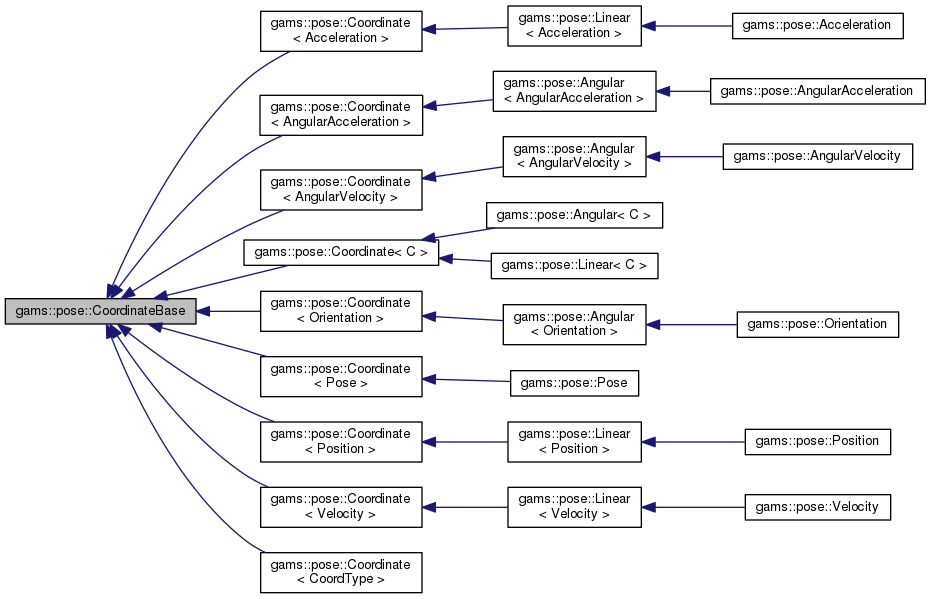 gams::pose::CoordinateBase
gams::pose::Coordinate
< Acceleration >
gams::pose::Linear
< Acceleration >
gams::pose::Acceleration
gams::pose::Coordinate
< AngularAcceleration >
gams::pose::Angular
< AngularAcceleration >
gams::pose::AngularAcceleration
gams::pose::Coordinate
< AngularVelocity >
gams::pose::Angular
< AngularVelocity >
gams::pose::AngularVelocity
gams::pose::Coordinate< C >
gams::pose::Angular< C >
gams::pose::Linear< C >
gams::pose::Coordinate
< Orientation >
gams::pose::Angular
< Orientation >
gams::pose::Orientation
gams::pose::Coordinate
< Pose >
gams::pose::Pose
gams::pose::Coordinate
< Position >
gams::pose::Linear
< Position >
gams::pose::Position
gams::pose::Coordinate
< Velocity >
gams::pose::Linear
< Velocity >
gams::pose::Velocity
gams::pose::Coordinate
< CoordType >